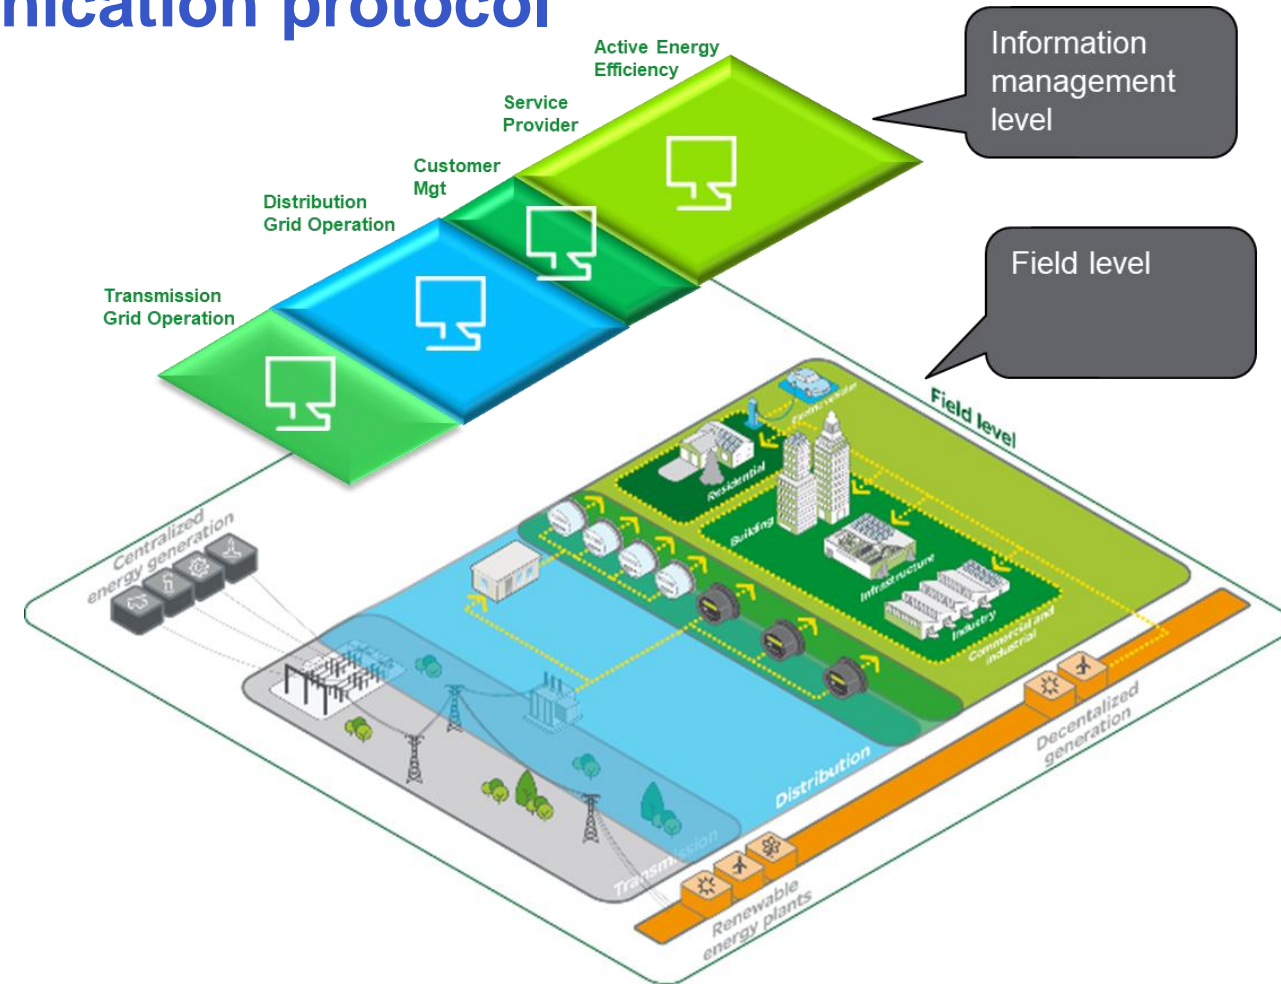 nication protocol
Active Energy
Efficiency
Service
Provider
Customer
Mgt
Distribution
Grid Operation
Transmission
Grid Operation
Information
management
level
Field level
Field level
Electric vehicles
Residential
Building
Infrastructure
Industry
Commercial and
industrial
Centralized
energy generation
Distribution
Transmission
Decentalized
generation
Renewable
energy plants